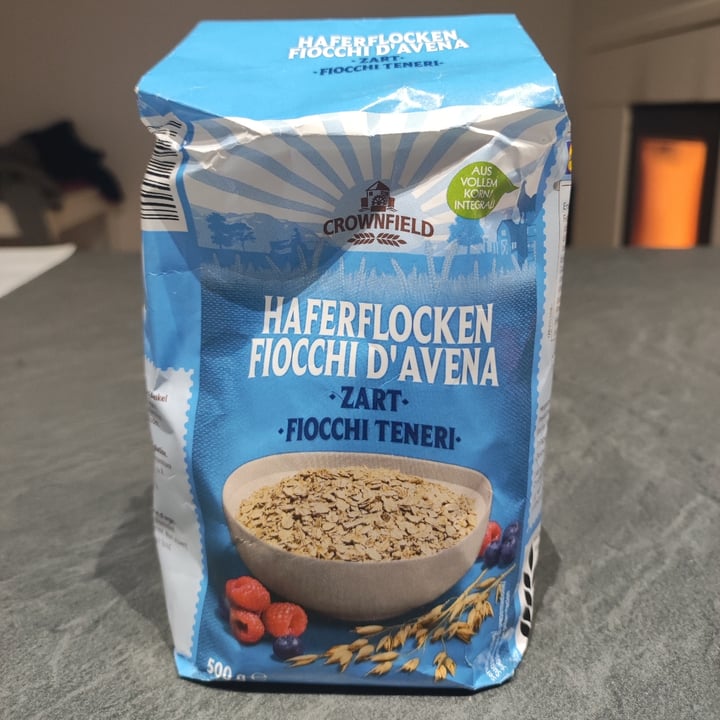 HAFERFLOCKEN
FIOCCHI D'AVENA
· ZART ·
· FIOCCHI TENERI ·
AUS
VOLLEM
KORN/
INTEGRALI
CROWNFIELD
HAFERFLOCKEN
FIOCCHI D'AVENA
· ZART ·
· FIOCCHI TENERI ·
500 g ℮